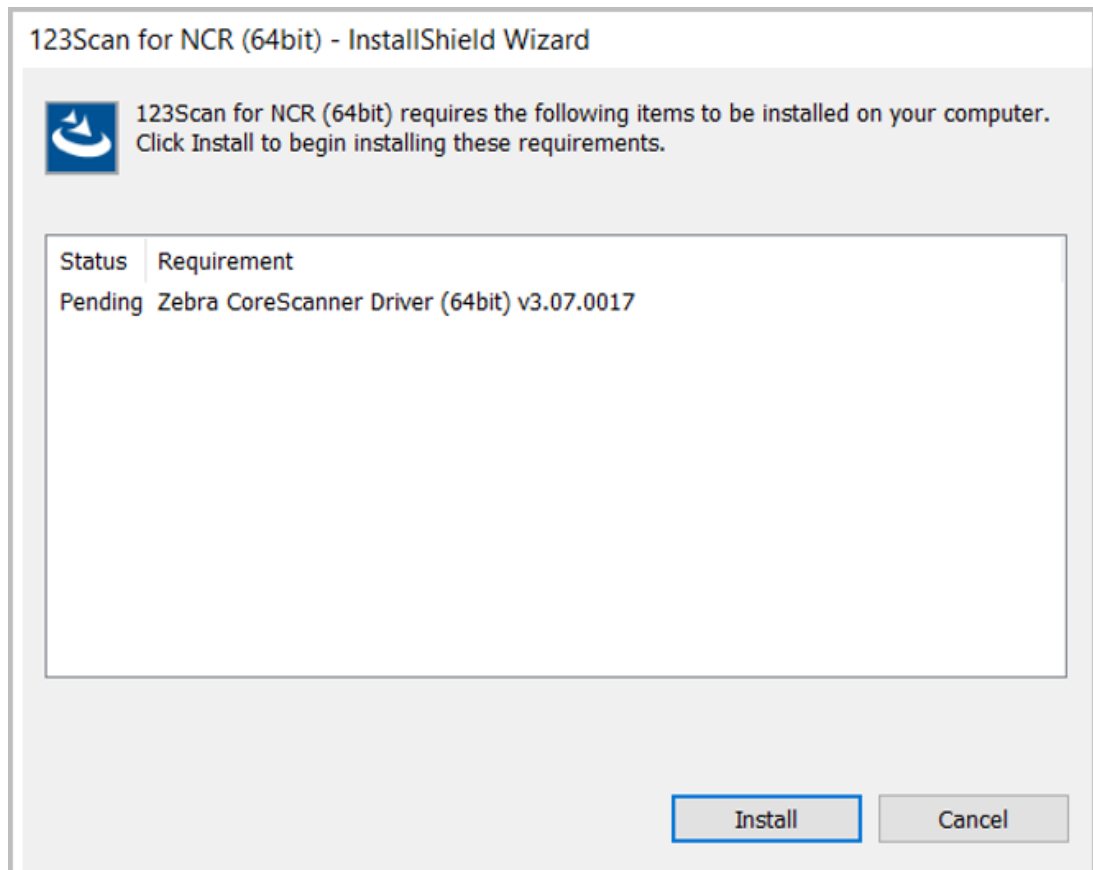 123Scan for NCR (64bit) - InstallShield Wizard
123Scan for NCR (64bit) requires the following items to be installed on your computer.
Click Install to begin installing these requirements.
Status Requirement
Pending Zebra CoreScanner Driver (64bit) v3.07.0017
Install Cancel